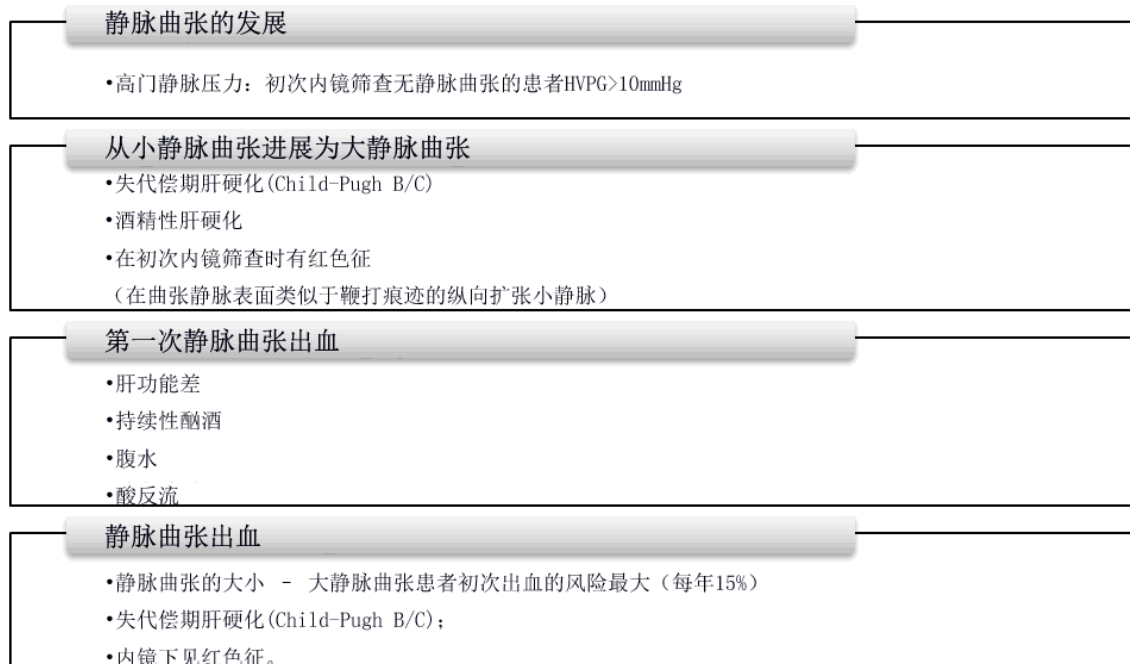 静脉曲张的发展
•高门静脉压力：初次内镜筛查无静脉曲张的患者HVPG>10mmHg
从小静脉曲张进展为大静脉曲张
•失代偿期肝硬化(Child-Pugh B/C)
•酒精性肝硬化
•在初次内镜筛查时有红色征
（在曲张静脉表面类似于鞭打痕迹的纵向扩张小静脉）
第一次静脉曲张出血
•肝功能差
•持续性酗酒
•腹水
•酸反流
静脉曲张出血
•静脉曲张的大小 – 大静脉曲张患者初次出血的风险最大（每年15%）
•失代偿期肝硬化(Child-Pugh B/C)；
•内镜下见红色征。